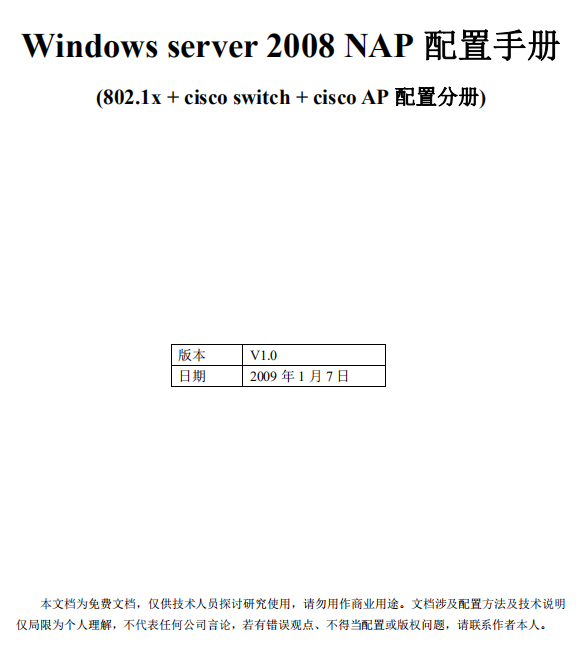 Windows server 2008 NAP 配置手册
(802.1x + cisco switch + cisco AP 配置分册)
版本 V1.0
日期 2009 年 1 月 7 日
本文档为免费文档，仅供技术人员探讨研究使用，请勿用作商业用途。文档涉及配置方法及技术说明
仅局限为个人理解，不代表任何公司言论，若有错误观点、不得当配置或版权问题，请联系作者本人。